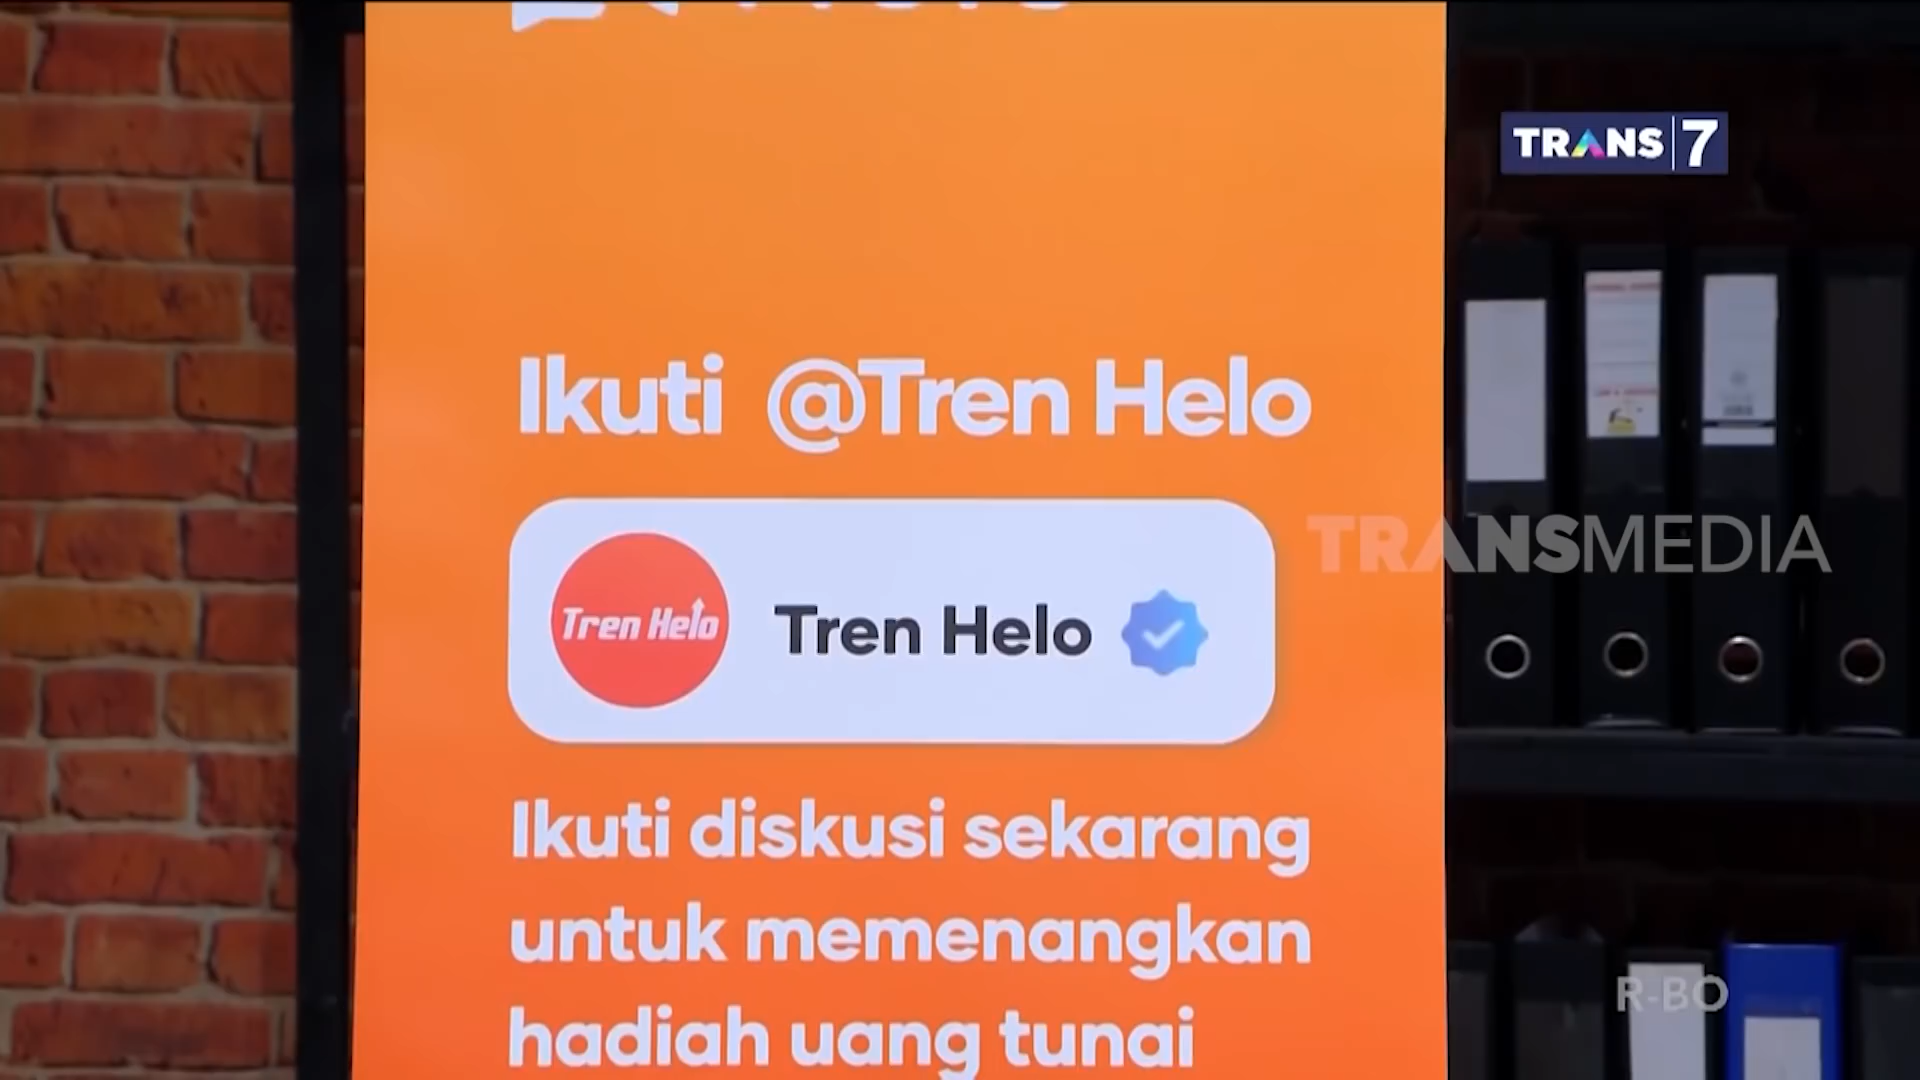 TRANS 7
Ikuti @Tren Helo
TRANSMEDIA
Tren Helo
Tren Helo
Ikuti diskusi sekarang
untuk memenangkan
hadiah uang tunai
R-BO